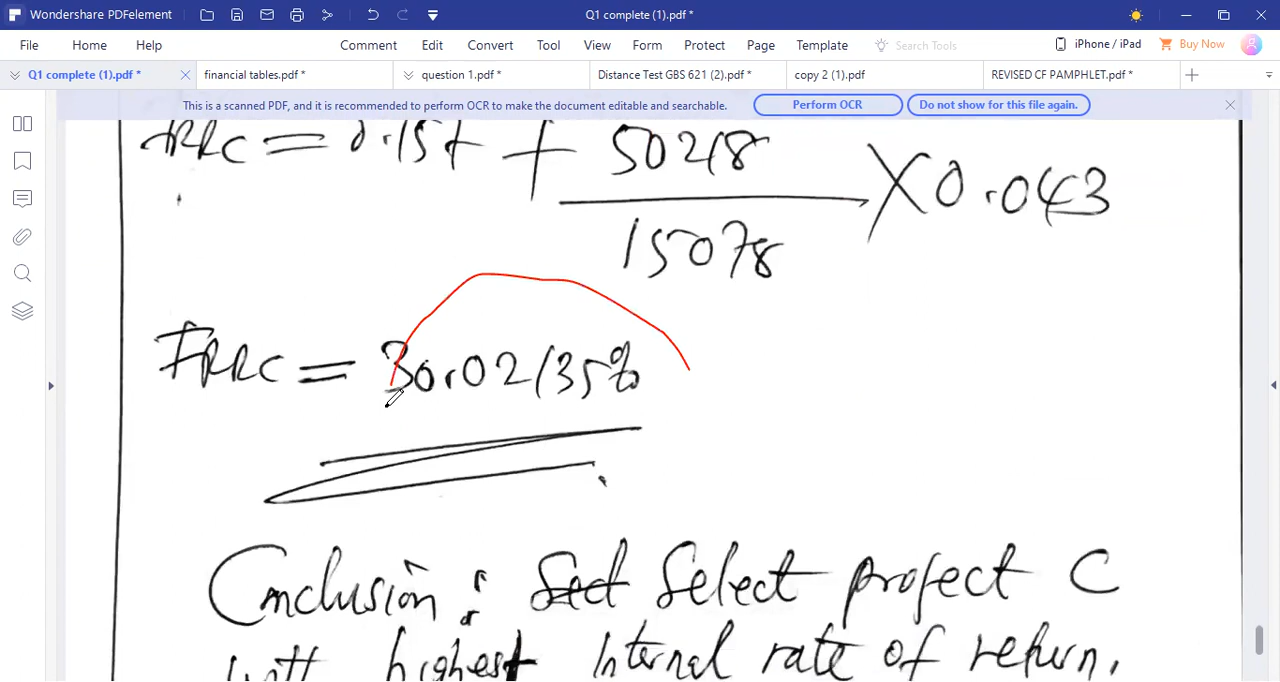 Wondershare PDFelement
Q1 complete (1).pdf *
File Home Help Comment Edit Convert Tool View Form Protect Page Template Search Tools iPhone / iPad Buy Now
Q1 complete (1).pdf * financial tables.pdf * question 1.pdf * Distance Test GBS 621 (2).pdf * copy 2 (1).pdf REVISED CF PAMPHLET.pdf *
This is a scanned PDF, and it is recommended to perform OCR to make the document editable and searchable. Perform OCR Do not show for this file again.
IRRC = 0.157 + 50218 X 0.043
15078
IRRC = 30.02135%
Conclusion: Select project C
with highest Internal rate of return.